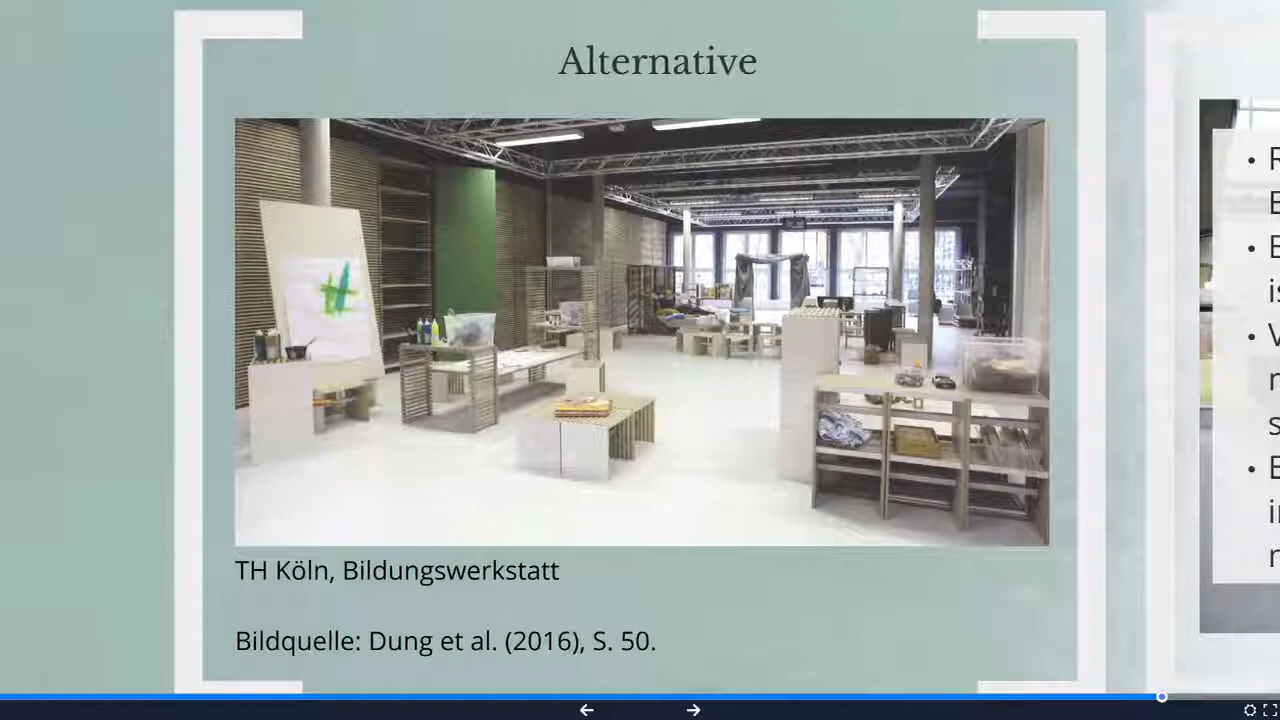 Alternative
TH Köln, Bildungswerkstatt
Bildquelle: Dung et al. (2016), S. 50.